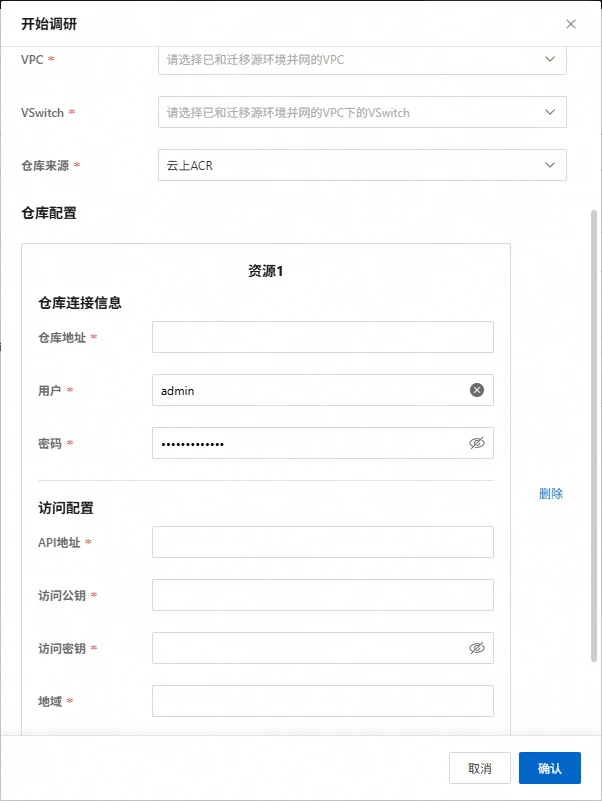 开始调研
VPC *
请选择已和迁移源环境并网的VPC
VSwitch *
请选择已和迁移源环境并网的VPC下的VSwitch
仓库来源 *
云上ACR
仓库配置
资源1
仓库连接信息
仓库地址 *
用户 *
admin
密码 *
•••••••••••••
删除
访问配置
API地址 *
访问公钥 *
访问密钥 *
地域 *
取消
确认